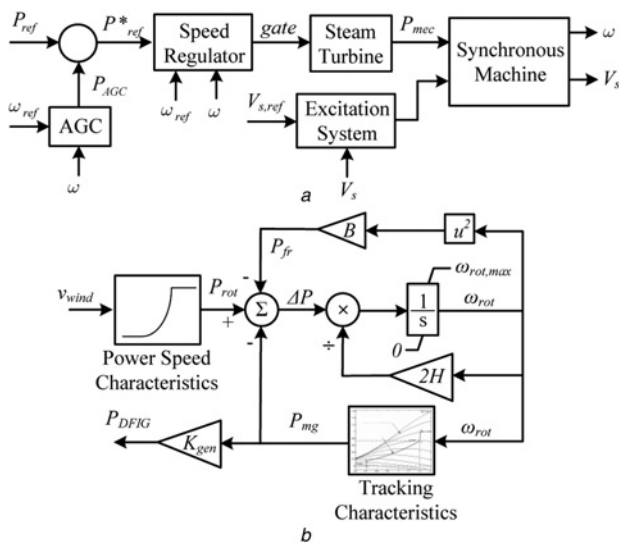 P_ref P*_ref Speed Regulator gate Steam Turbine P_mec Synchronous Machine ω
V_s
P_AGC
ω_ref AGC ω_ref ω V_s,ref Excitation System
ω V_s
a
B u²
P_fr
-
ω_rot,max
v_wind P_rot Σ ΔP × 1/s ω_rot
+
- ÷ 0
Power Speed
Characteristics
2H
P_DFIG K_gen P_mg ω_rot
Tracking
Characteristics
b